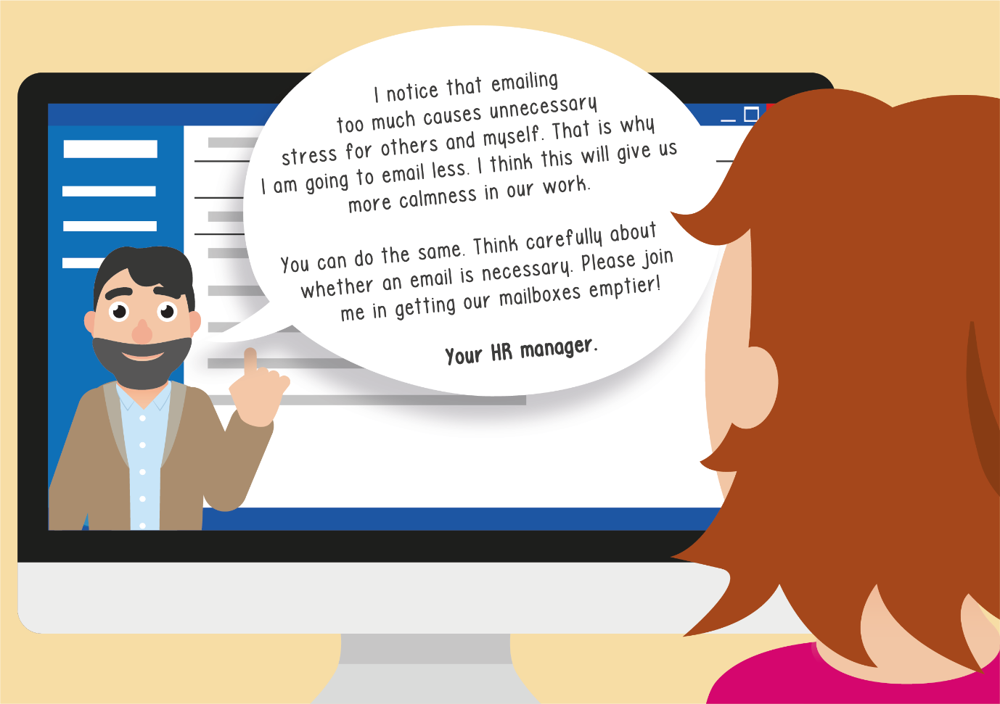 I notice that emailing
too much causes unnecessary
stress for others and myself. That is why
I am going to email less. I think this will give us
more calmness in our work.
You can do the same. Think carefully about
whether an email is necessary. Please join
me in getting our mailboxes emptier!
Your HR manager.